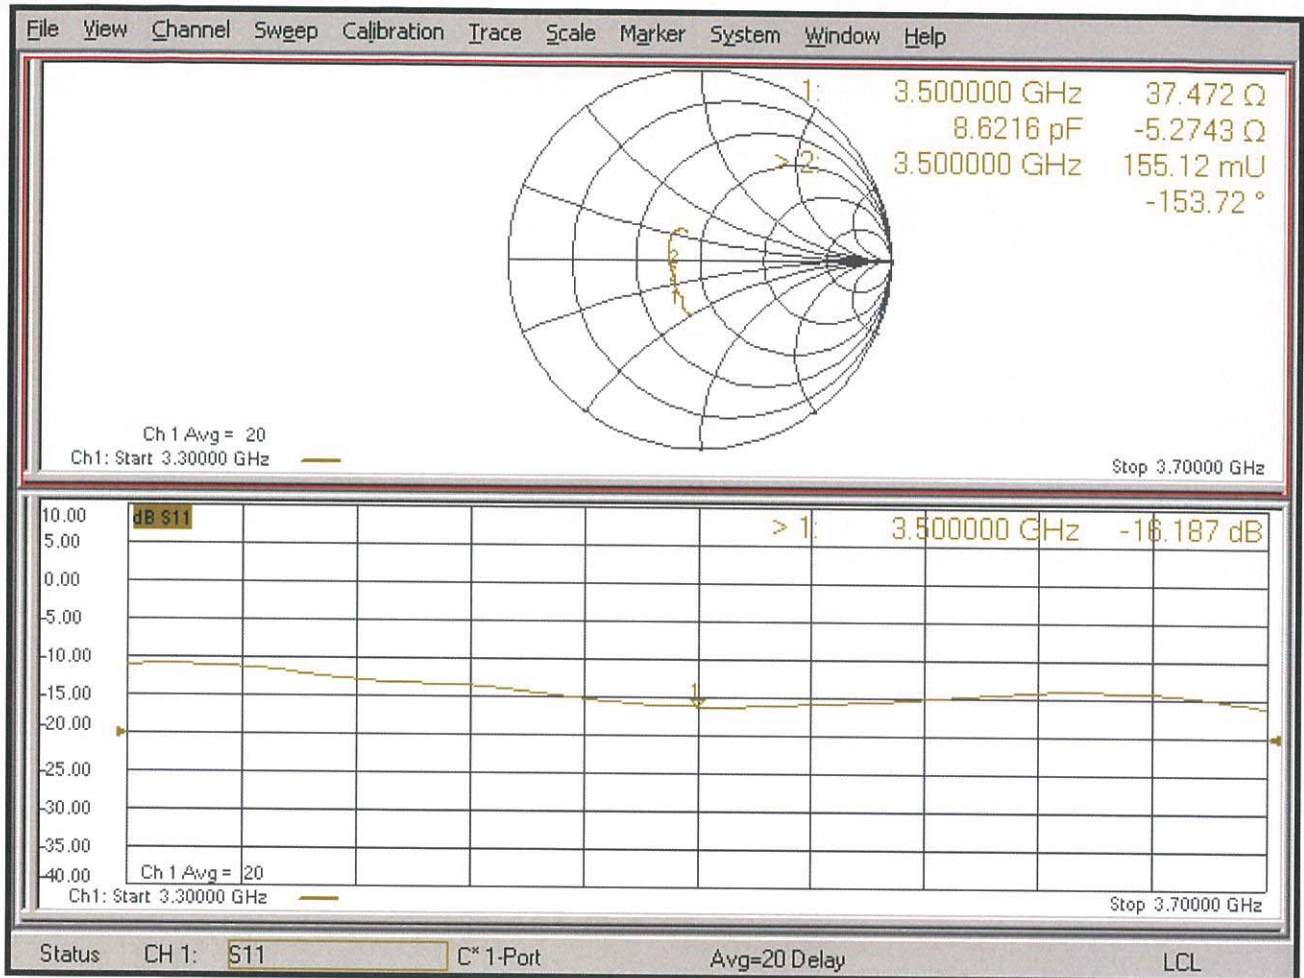 File View Channel Sweep Calibration Trace Scale Marker System Window Help
1: 3.500000 GHz 37.472 Ω
8.6216 pF -5.2743 Ω
> 2: 3.500000 GHz 155.12 mU
-153.72 °
2
1
Ch 1 Avg = 20
Ch1: Start 3.30000 GHz
Stop 3.70000 GHz
10.00
dB S11
> 1: 3.500000 GHz -16.187 dB
5.00
0.00
-5.00
-10.00
-15.00
1
-20.00
-25.00
-30.00
-35.00
-40.00
Ch 1 Avg = 20
Ch1: Start 3.30000 GHz
Stop 3.70000 GHz
Status CH 1: S11 C* 1-Port Avg=20 Delay LCL